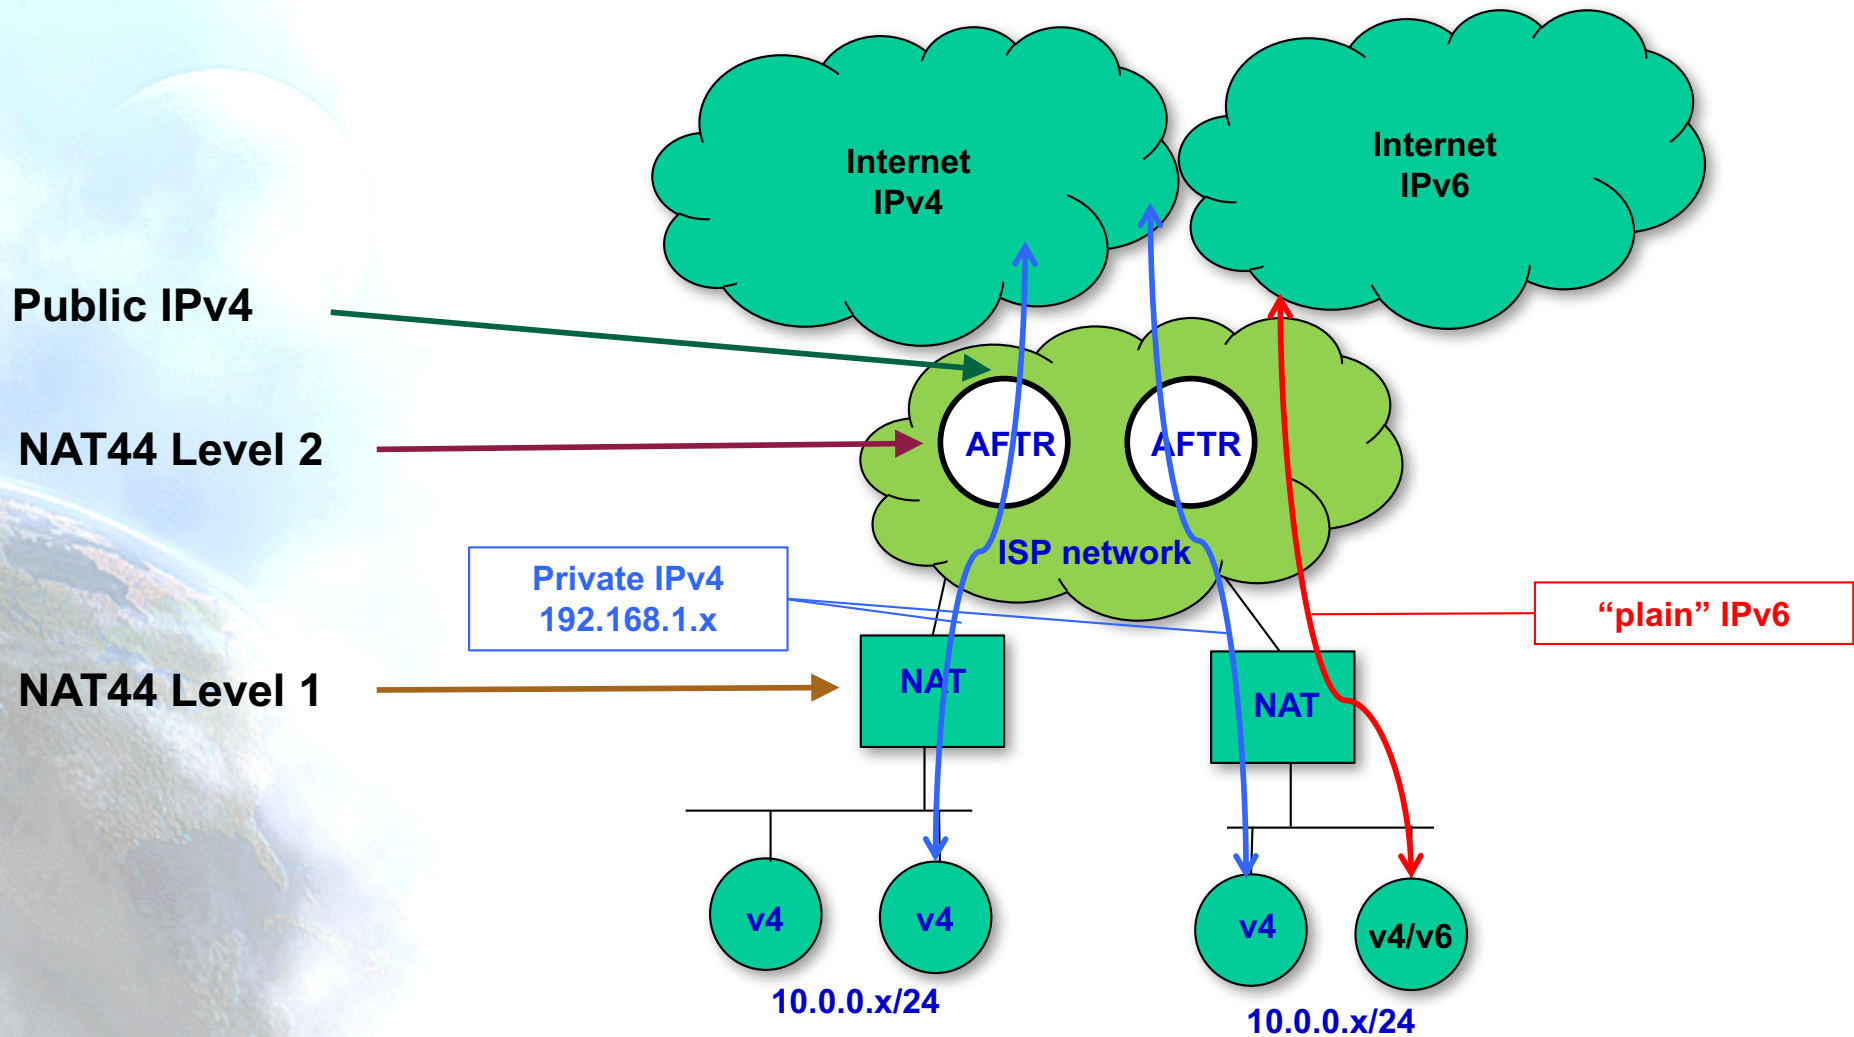 Internet
IPv4
Internet
IPv6
Public IPv4
NAT44 Level 2
AFTR
AFTR
ISP network
Private IPv4
192.168.1.x
“plain” IPv6
NAT44 Level 1
NAT
NAT
v4
v4
v4
v4/v6
10.0.0.x/24
10.0.0.x/24